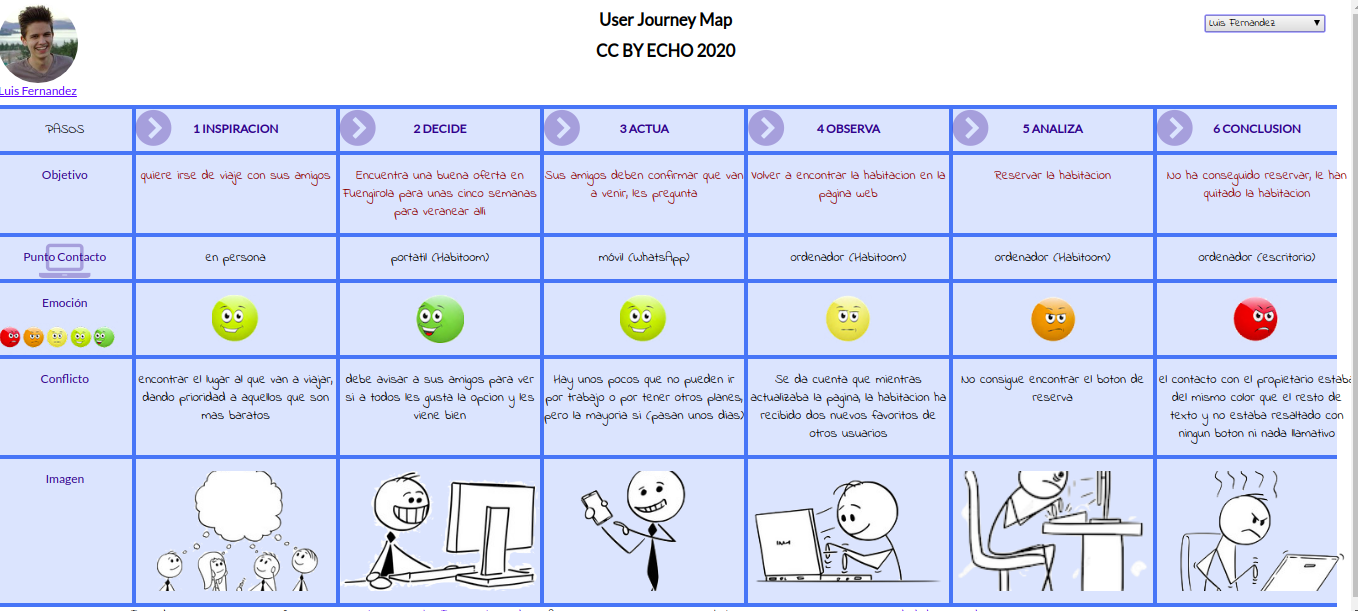 User Journey Map
CC BY ECHO 2020
Luis Fernandez
Luis Fernandez
PASOS
1 INSPIRACION
2 DECIDE
3 ACTUA
4 OBSERVA
5 ANALIZA
6 CONCLUSION
Objetivo
quiere irse de viaje con sus amigos
Encuentra una buena oferta en
Fuengirola para unas cinco semanas
para veranear alli
Sus amigos deben confirmar que van
a venir, les pregunta
Volver a encontrar la habitacion en la
pagina web
Reservar la habitacion
No ha conseguido reservar, le han
quitado la habitacion
Punto Contacto
en persona
portatil (Habitoom)
móvil (WhatsApp)
ordenador (Habitoom)
ordenador (Habitoom)
ordenador (escritorio)
Emoción
Conflicto
encontrar el lugar al que van a viajar,
dando prioridad a aquellos que son
mas baratos
debe avisar a sus amigos para ver
si a todos les gusta la opcion y les
viene bien
Hay unos pocos que no pueden ir
por trabajo o por tener otros planes,
pero la mayoria si (pasan unos dias)
Se da cuenta que mientras
actualizaba la pagina, la habitacion ha
recibido dos nuevos favoritos de
otros usuarios
No consigue encontrar el boton de
reserva
el contacto con el propietario estaba
del mismo color que el resto de
texto y no estaba resaltado con
ningun boton ni nada llamativo
Imagen